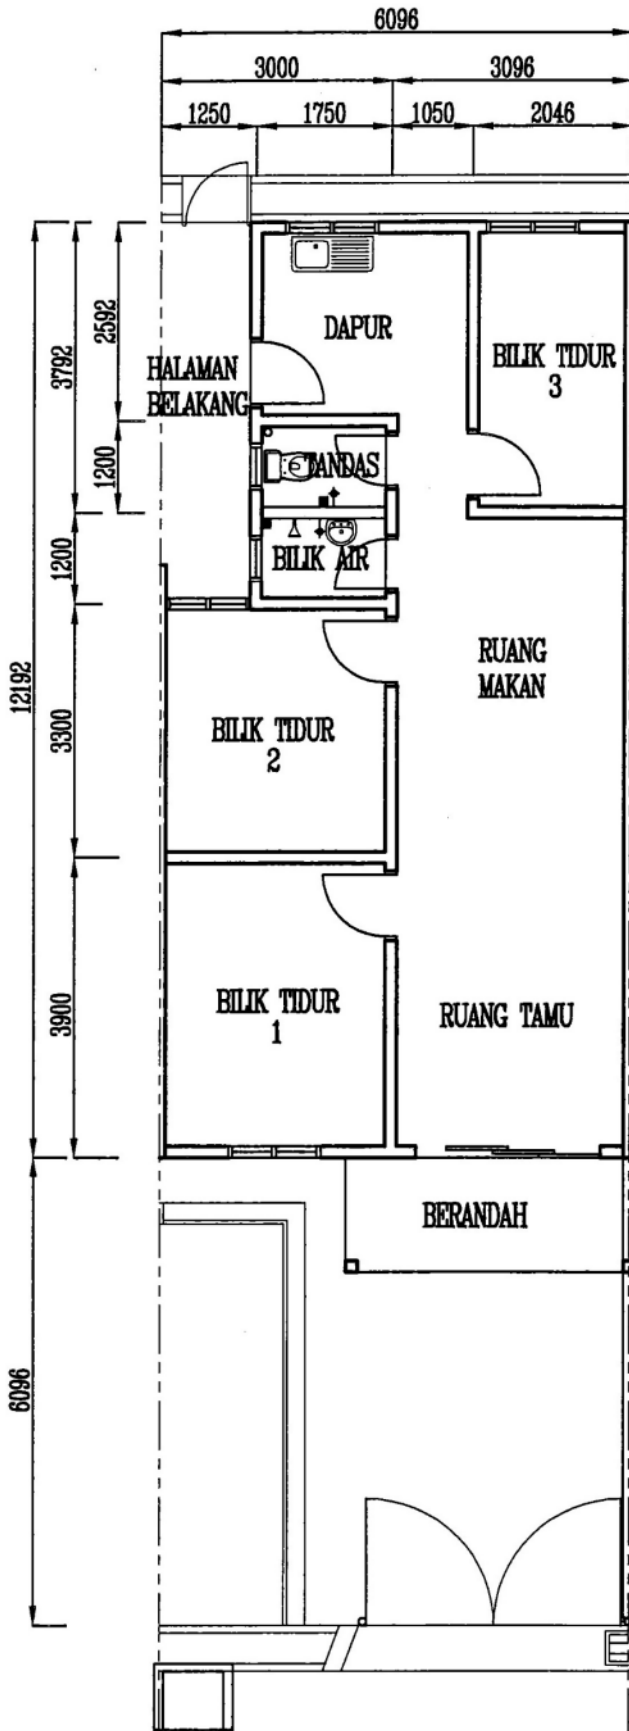 6096
3000
3096
1250
1750
1050
2046
12192
3792
2592
1200
1200
3300
3900
6096
DAPUR
BILIK TIDUR
3
HALAMAN
BELAKANG
TANDAS
BILIK AIR
RUANG
MAKAN
BILIK TIDUR
2
BILIK TIDUR
1
RUANG TAMU
BERANDAH